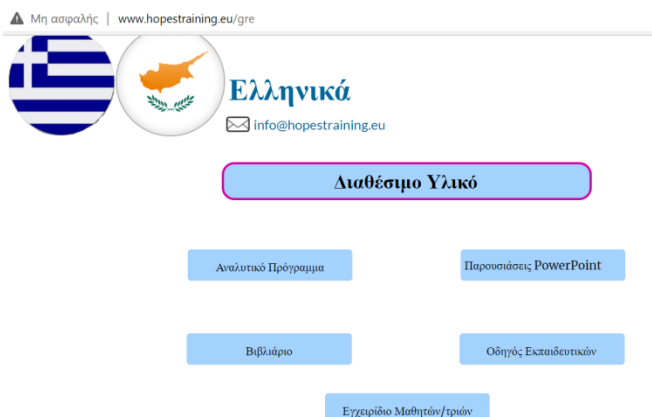 Μη ασφαλής | www.hopestraining.eu/gre
Ελληνικά
info@hopestraining.eu
Διαθέσιμο Υλικό
Αναλυτικό Πρόγραμμα
Παρουσιάσεις PowerPoint
Βιβλιάριο
Οδηγός Εκπαιδευτικών
Εγχειρίδιο Μαθητών/τριών